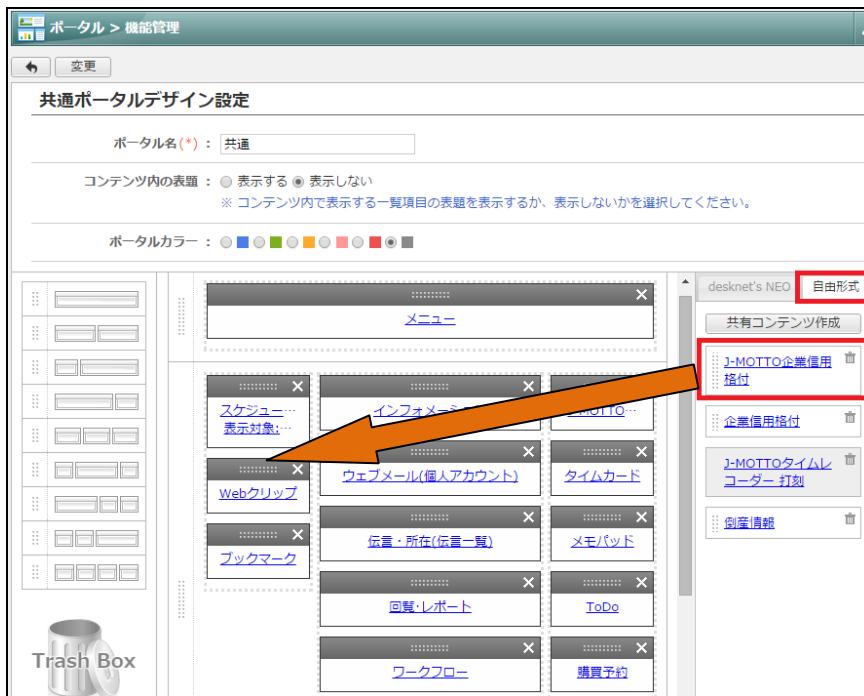 ポータル > 機能管理
変更
共通ポータルデザイン設定
ポータル名(*) : 共通
コンテンツ内の表題 : 表示する 表示しない
※ コンテンツ内で表示する一覧項目の表題を表示するか、表示しないかを選択してください。
ポータルカラー :
desknet's NEO 自由形式
共有コンテンツ作成
J-MOTTO企業信用
格付
企業信用格付
J-MOTTOタイムレ
コーダー 打刻
倒産情報
メニュー
スケジュー…
表示対象:…
Webクリップ
ブックマーク
ウェブメール(個人アカウント)
伝言・所在(伝言一覧)
回覧・レポート
ワークフロー
タイムカード
メモパッド
ToDo
購買予約
Trash Box